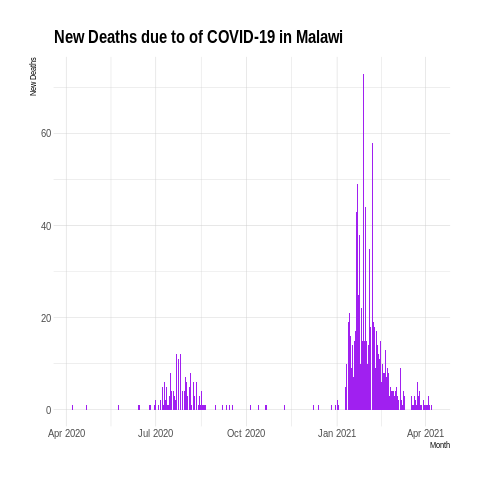 New Deaths due to of COVID-19 in Malawi
New Deaths
60
40
20
0
Apr 2020 Jul 2020 Oct 2020 Jan 2021 Apr 2021
Month